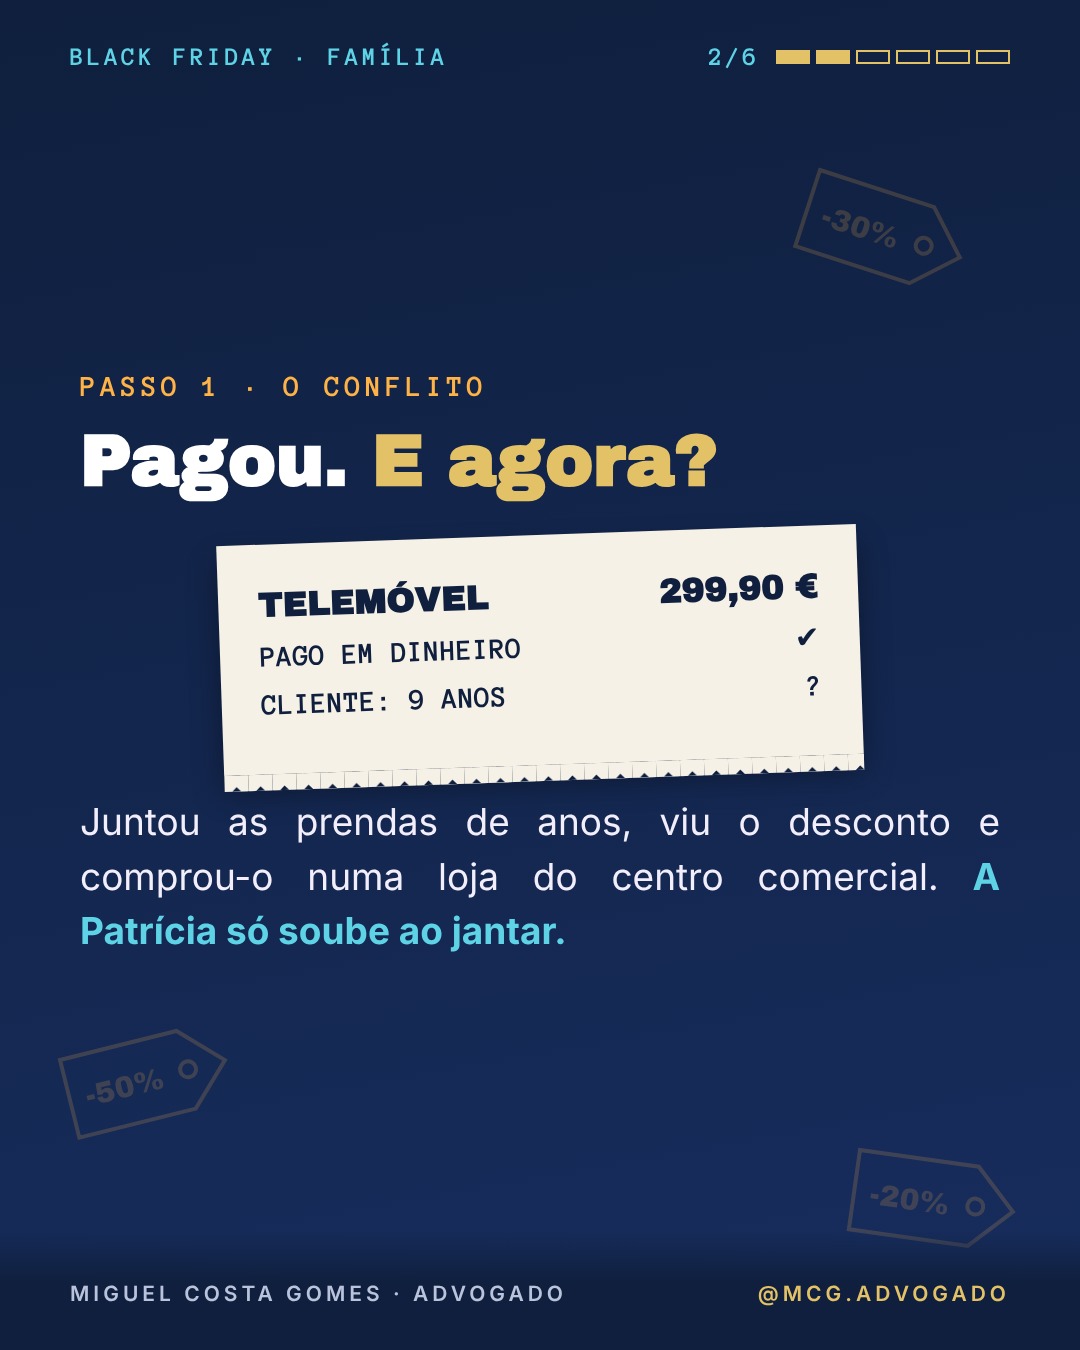 BLACK FRIDAY · FAMÍLIA
2/6
-30%
PASSO 1 · O CONFLITO
Pagou. E agora?
TELEMÓVEL 299,90 €
PAGO EM DINHEIRO ✔
CLIENTE: 9 ANOS ?
Juntou as prendas de anos, viu o desconto e
comprou-o numa loja do centro comercial. A
Patrícia só soube ao jantar.
-50%
-20%
MIGUEL COSTA GOMES · ADVOGADO
@MCG.ADVOGADO